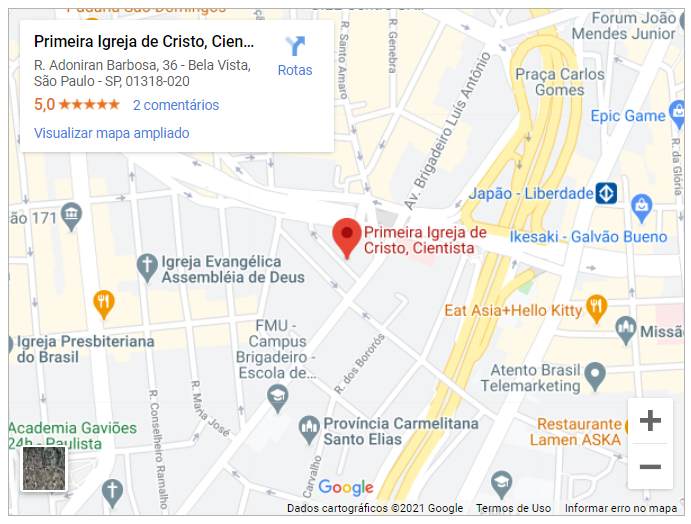 Padaria São Domingos
Primeira Igreja de Cristo, Cien...
R. Adoniran Barbosa, 36 - Bela Vista,
São Paulo - SP, 01318-020
5,0
2 comentários
Visualizar mapa ampliado
Rotas
R. Santo Amaro
R. Genebra
Av. Brigadeiro Luís Antônio
Forum João
Mendes Junior
Praça Carlos
Gomes
Epic Game
R. da Glória
Japão - Liberdade
Ikesaki - Galvão Bueno
são 171
Primeira Igreja de
Cristo, Cientista
Igreja Evangélica
Assembléia de Deus
Eat Asia+Hello Kitty
Missão
Igreja Presbiteriana
do Brasil
FMU -
Campus
Brigadeiro -
Escola de...
R. dos Bororós
Atento Brasil
Telemarketing
R. Maria José
R. Conselheiro Ramalho
Academia Gaviões
24h - Paulista
Província Carmelitana
Santo Elias
Carvalho
Restaurante
Lamen ASKA
+
−
Google
Dados cartográficos ©2021 Google
Termos de Uso
Informar erro no mapa